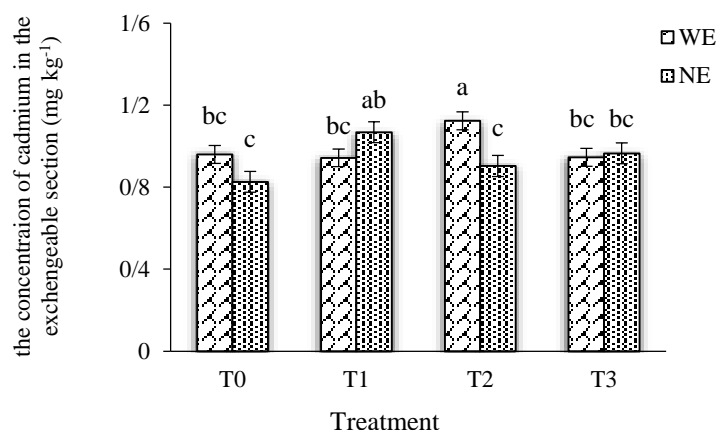 the concentraion of cadmium in the
exchengeable section (mg kg-1)
1/6
1/2
0/8
0/4
0
bc
c
bc
ab
a
c
bc
bc
WE
NE
T0
T1
T2
T3
Treatment